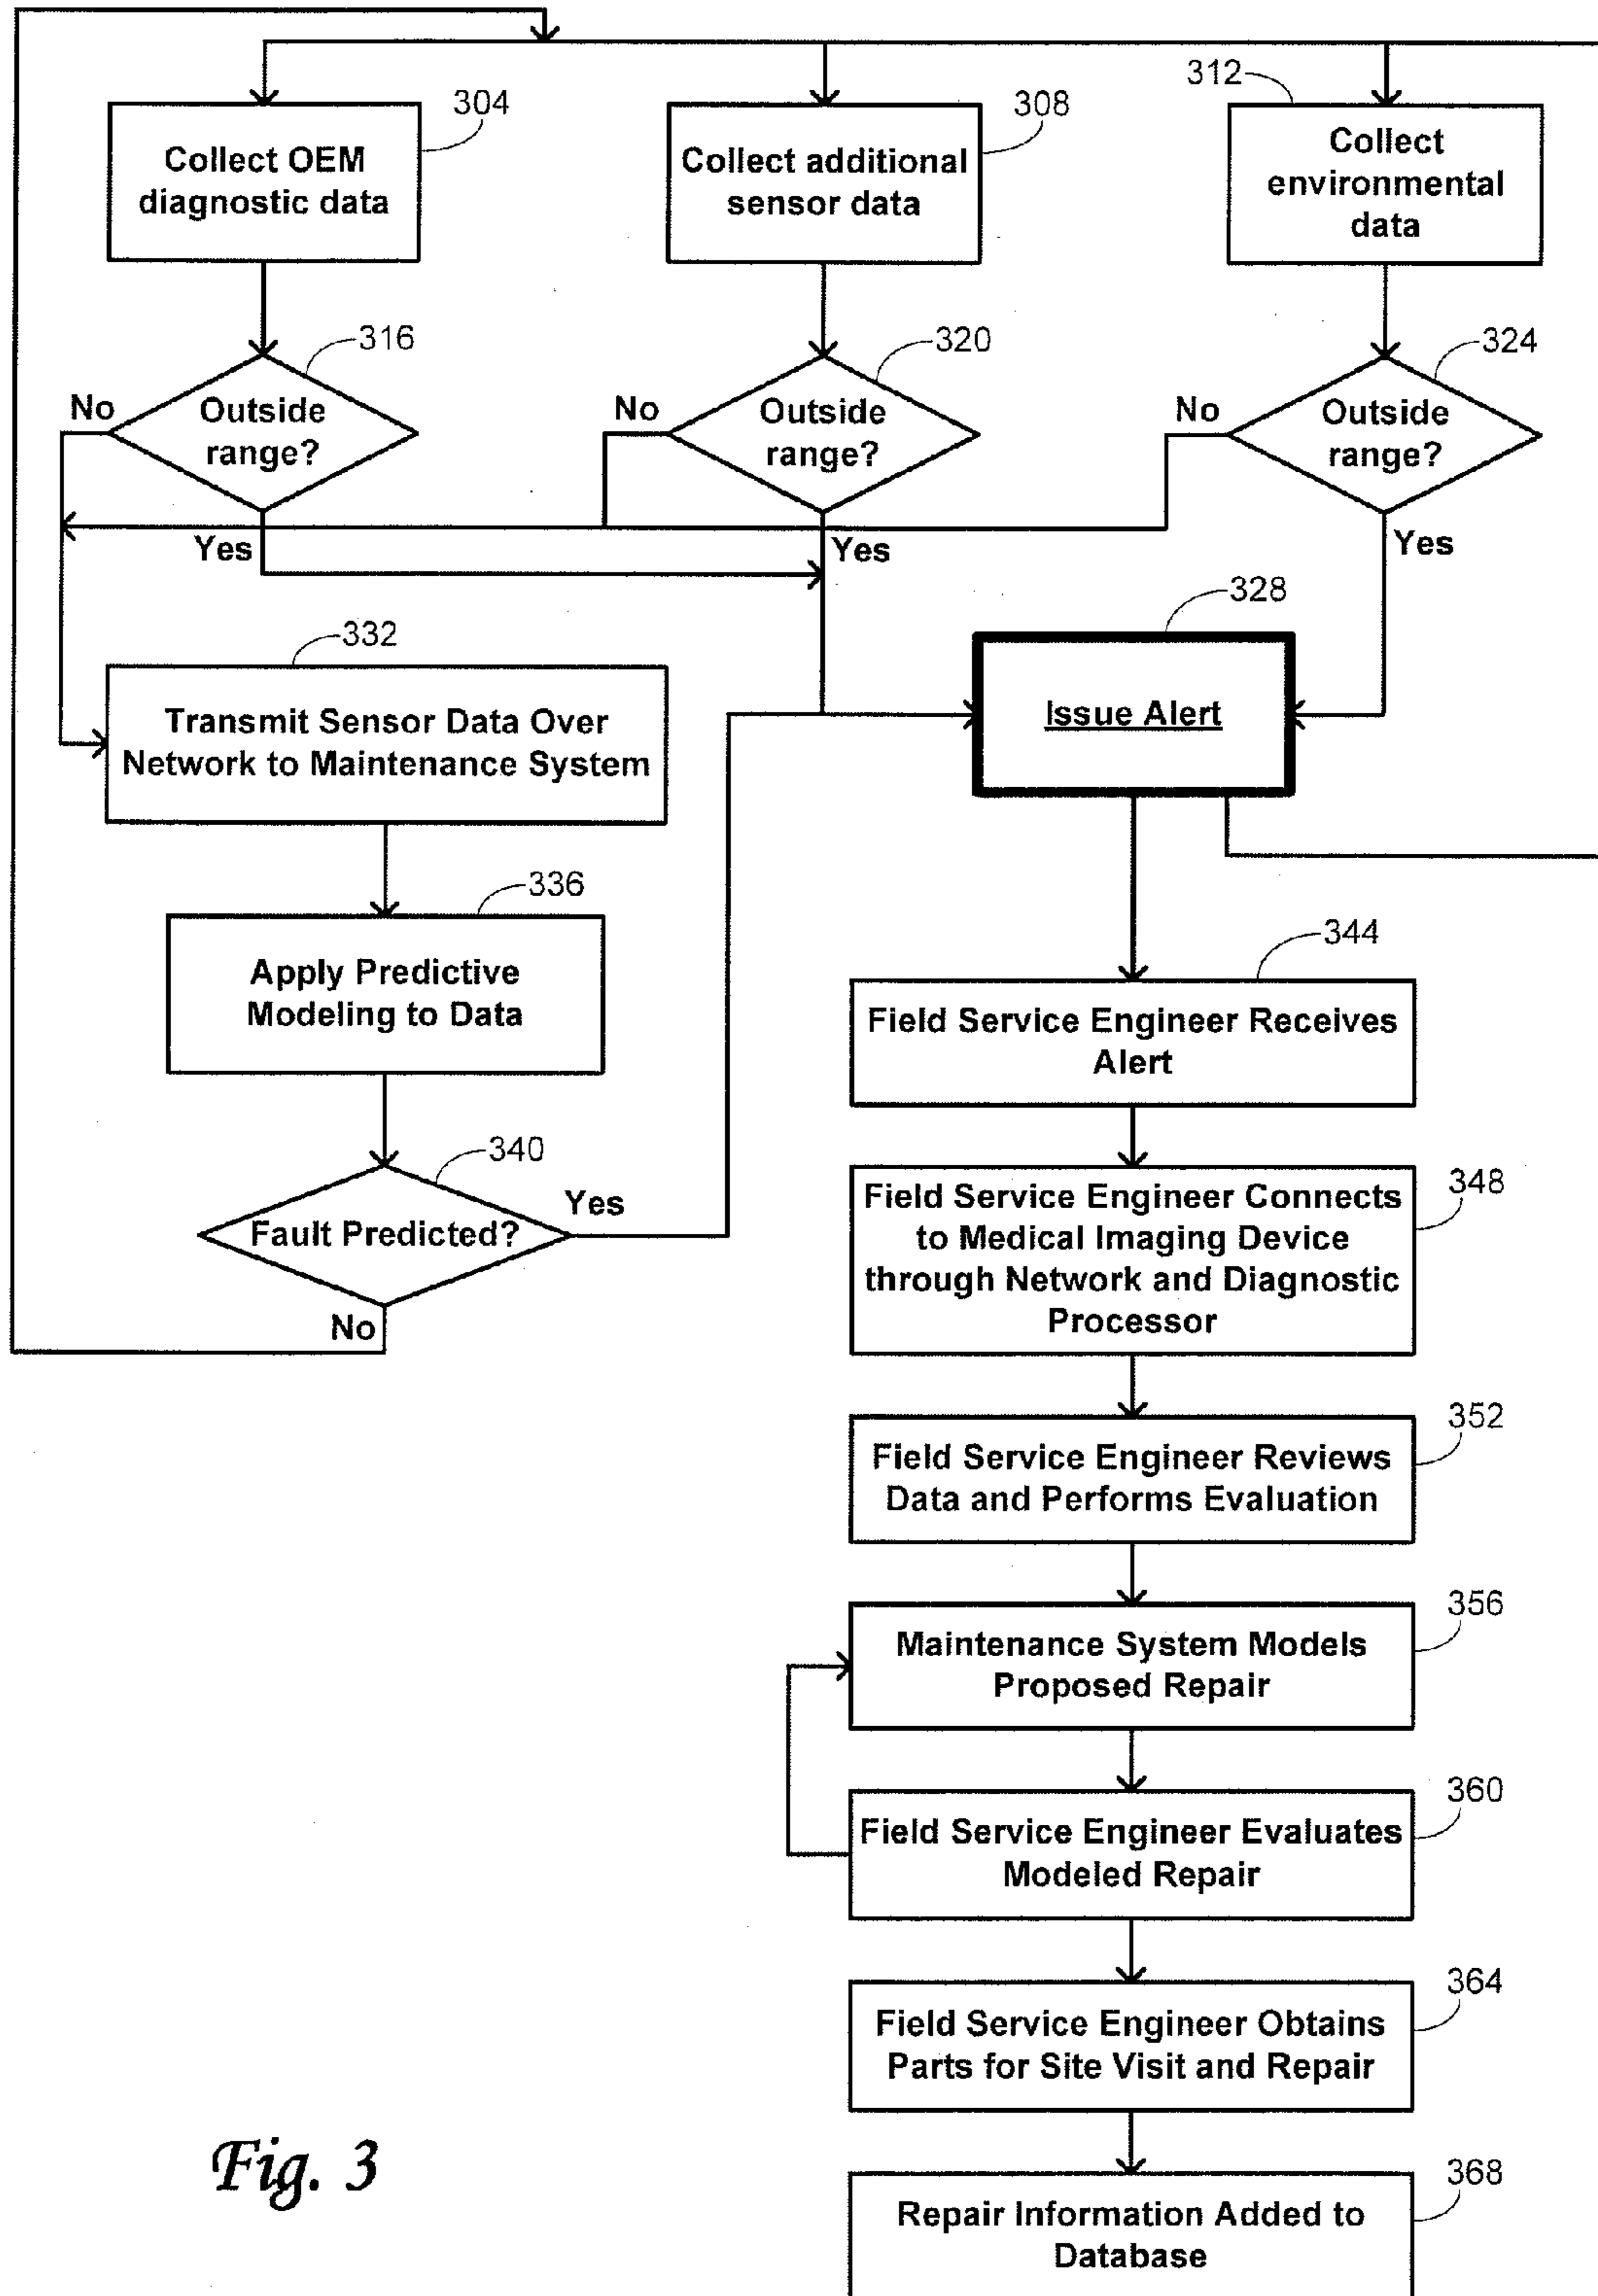 304
308
312
Collect OEM
diagnostic data
Collect additional
sensor data
Collect
environmental
data
316
320
324
No
Outside
range?
Yes
No
Outside
range?
Yes
No
Outside
range?
Yes
328
Issue Alert
332
Transmit Sensor Data Over
Network to Maintenance System
336
Apply Predictive
Modeling to Data
340
Fault Predicted?
Yes
No
344
Field Service Engineer Receives
Alert
348
Field Service Engineer Connects
to Medical Imaging Device
through Network and Diagnostic
Processor
352
Field Service Engineer Reviews
Data and Performs Evaluation
356
Maintenance System Models
Proposed Repair
360
Field Service Engineer Evaluates
Modeled Repair
364
Field Service Engineer Obtains
Parts for Site Visit and Repair
368
Repair Information Added to
Database
Fig. 3